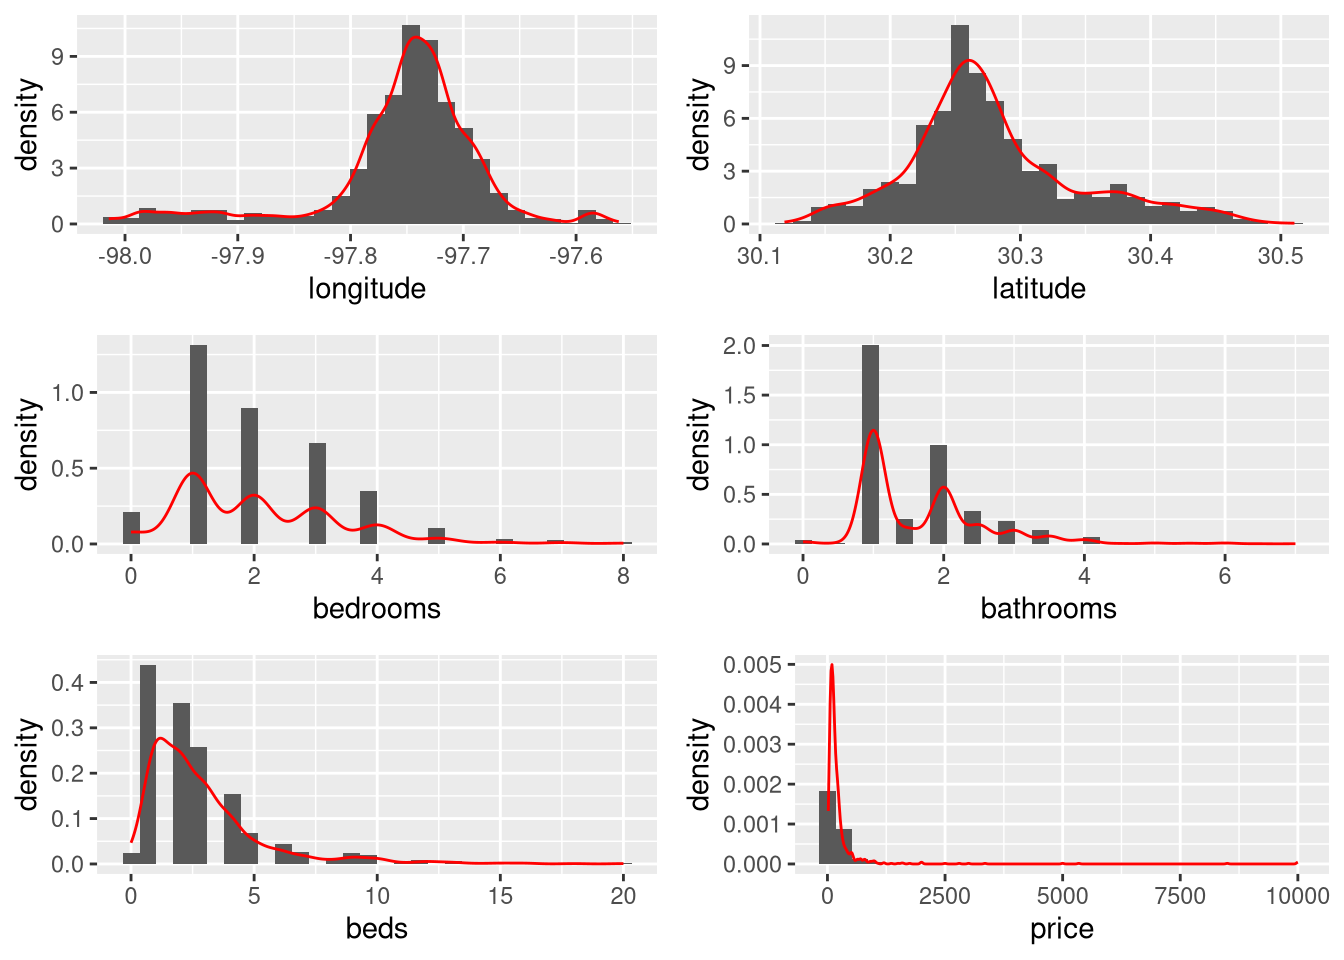 density
9
6
3
0
-98.0 -97.9 -97.8 -97.7 -97.6
longitude
density
9
6
3
0
30.1 30.2 30.3 30.4 30.5
latitude
density
1.0
0.5
0.0
0 2 4 6 8
bedrooms
density
2.0
1.5
1.0
0.5
0.0
0 2 4 6
bathrooms
density
0.4
0.3
0.2
0.1
0.0
0 5 10 15 20
beds
density
0.005
0.004
0.003
0.002
0.001
0.000
0 2500 5000 7500 10000
price